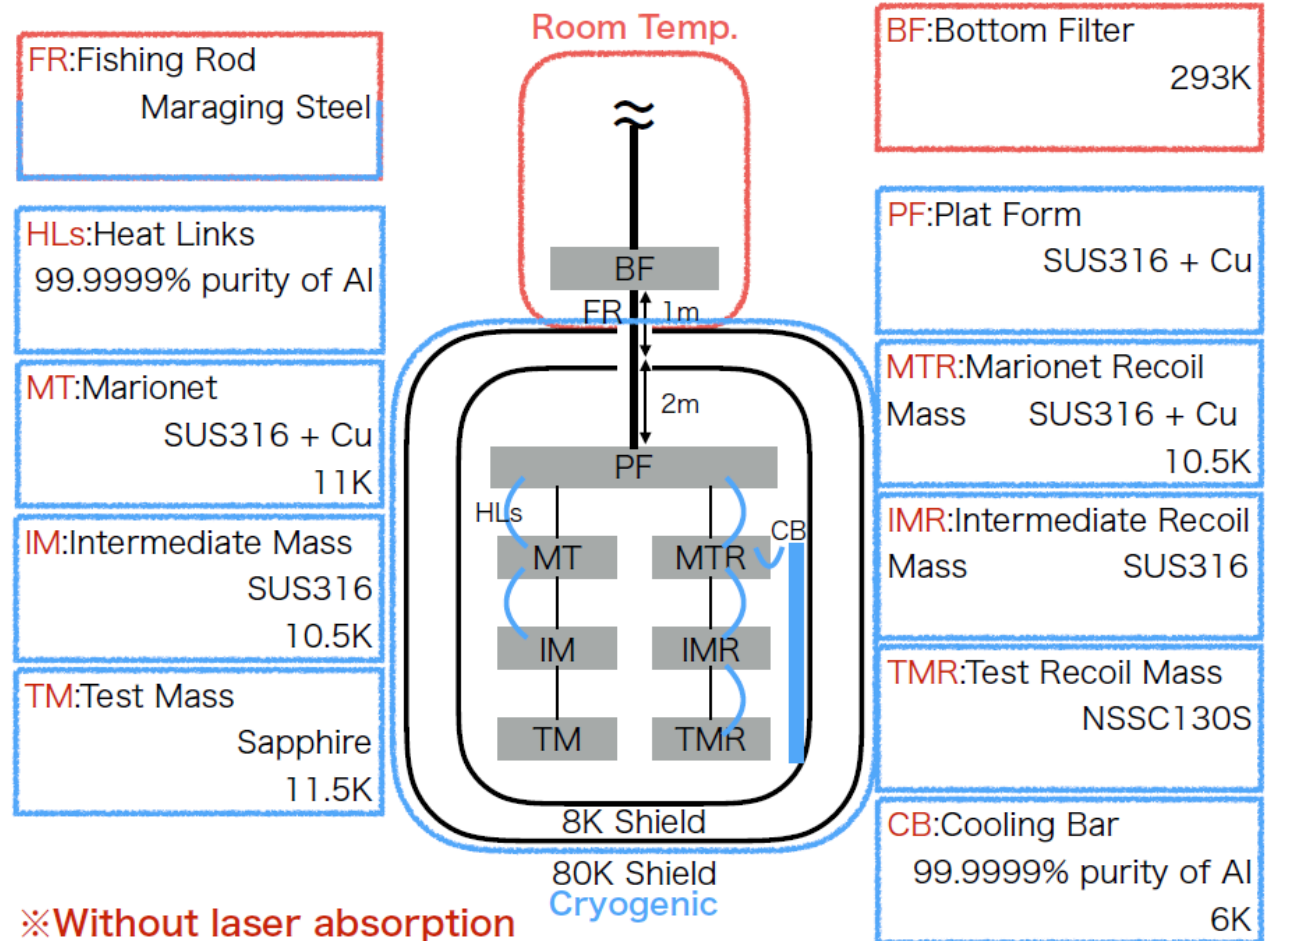 Room Temp.
FR:Fishing Rod
Maraging Steel
HLs:Heat Links
99.9999% purity of Al
MT:Marionet
SUS316 + Cu
11K
IM:Intermediate Mass
SUS316
10.5K
TM:Test Mass
Sapphire
11.5K
※Without laser absorption
BF
FR
1m
2m
PF
HLs
CB
MT
MTR
IM
IMR
TM
TMR
8K Shield
80K Shield
Cryogenic
BF:Bottom Filter
293K
PF:Plat Form
SUS316 + Cu
MTR:Marionet Recoil
Mass SUS316 + Cu
10.5K
IMR:Intermediate Recoil
Mass SUS316
TMR:Test Recoil Mass
NSSC130S
CB:Cooling Bar
99.9999% purity of Al
6K